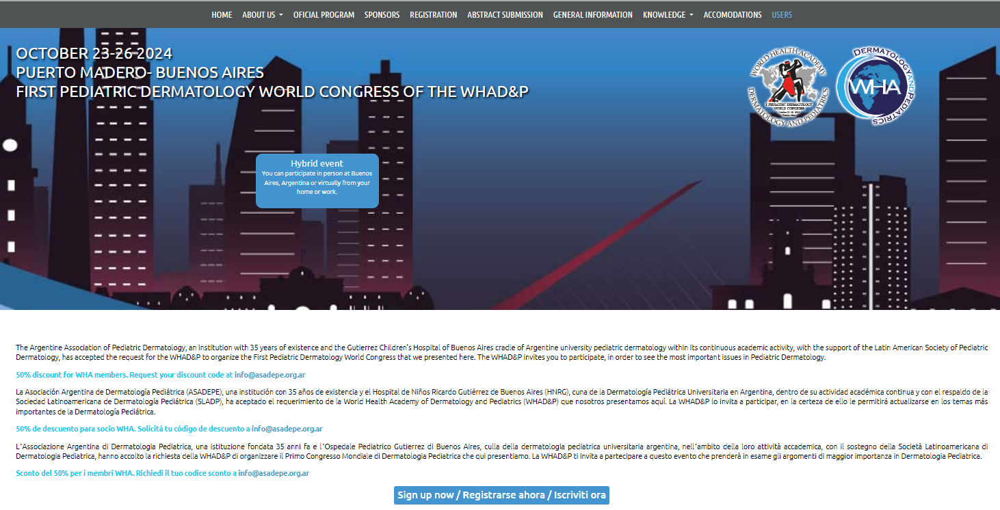 HOME ABOUT US OFICIAL PROGRAM SPONSORS REGISTRATION ABSTRACT SUBMISSION GENERAL INFORMATION KNOWLEDGE ACCOMODATIONS USERS
OCTOBER 23-26 2024
PUERTO MADERO- BUENOS AIRES
FIRST PEDIATRIC DERMATOLOGY WORLD CONGRESS OF THE WHAD&P
WORLD HEALTH ACADEMY
DERMATOLOGY AND PEDIATRICS
I PEDIATRIC DERMATOLOGY
WORLD CONGRESS
DERMATOLOGY AND PEDIATRICS
WHA
Hybrid event
You can participate in person at Buenos
Aires, Argentina or virtually from your
home or work.
The Argentine Association of Pediatric Dermatology, an institution with 35 years of existence and the Gutierrez Children's Hospital of Buenos Aires cradle of Argentine university pediatric dermatology within its continuous academic activity, with the support of the Latin American Society of Pediatric
Dermatology, has accepted the request for the WHAD&P to organize the First Pediatric Dermatology World Congress that we presented here. The WHAD&P invites you to participate, in order to see the most important issues in Pediatric Dermatology.
50% discount for WHA members. Request your discount code at info@asadepe.org.ar
La Asociación Argentina de Dermatología Pediátrica (ASADEPE), una institución con 35 años de existencia y el Hospital de Niños Ricardo Gutiérrez de Buenos Aires (HNRG), cuna de la Dermatología Pediátrica Universitaria en Argentina, dentro de su actividad académica continua y con el respaldo de la
Sociedad Latinoamericana de Dermatología Pediátrica (SLADP), ha aceptado el requerimiento de la World Health Academy of Dermatology and Pediatrics (WHAD&P) que nosotros presentamos aquí. La WHAD&P lo invita a participar, en la certeza de ello le permitirá actualizarse en los temas más
importantes de la Dermatología Pediátrica.
50% de descuento para socio WHA. Solicitá tu código de descuento a info@asadepe.org.ar
L´Associazione Argentina di Dermatologia Pediatrica, una istituzione fondata 35 anni fa e l´Ospedale Pediatrico Gutierrez di Buenos Aires, culla della dermatologia pediatrica universitaria argentina, nell´ambito della loro attività accademica, con il sostegno della Società Latinoamericana di
Dermatologia Pediatrica, hanno accolto la richiesta della WHAD&P di organizzare il Primo Congresso Mondiale di Dermatologia Pediatrica che qui presentiamo. La WHAD&P ti invita a partecipare a questo evento che prenderà in esame gli argomenti di maggior importanza in Dermatologia Pediatrica.
Sconto del 50% per i membri WHA. Richiedi il tuo codice sconto a info@asadepe.org.ar
Sign up now / Registrarse ahora / Iscriviti ora